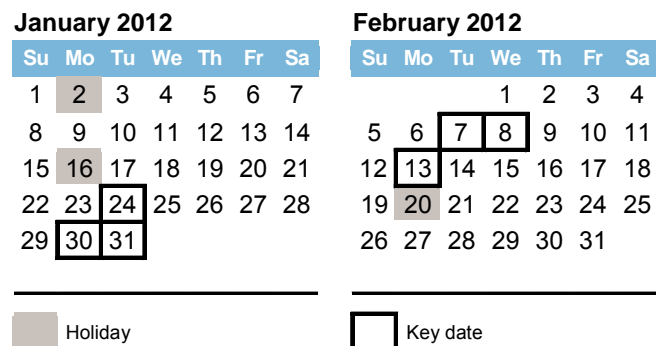 January 2012
Su Mo Tu We Th Fr Sa
1 2 3 4 5 6 7
8 9 10 11 12 13 14
15 16 17 18 19 20 21
22 23 24 25 26 27 28
29 30 31
February 2012
Su Mo Tu We Th Fr Sa
1 2 3 4
5 6 7 8 9 10 11
12 13 14 15 16 17 18
19 20 21 22 23 24 25
26 27 28 29 30 31
Holiday
Key date